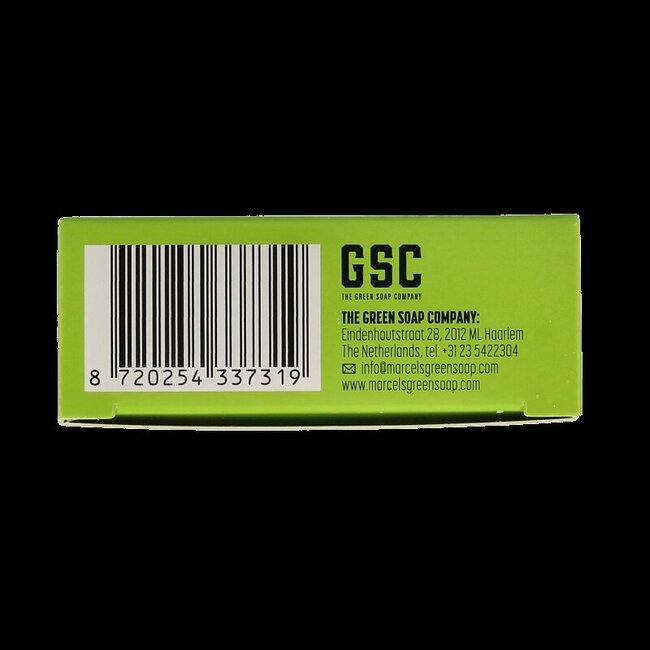 GSC
THE GREEN SOAP COMPANY
THE GREEN SOAP COMPANY:
Eindenhoutstraat 28, 2012 ML Haarlem
The Netherlands, tel: +31 23 5422304
info@marcelsgreensoap.com
www.marcelsgreensoap.com
8 720254 337319